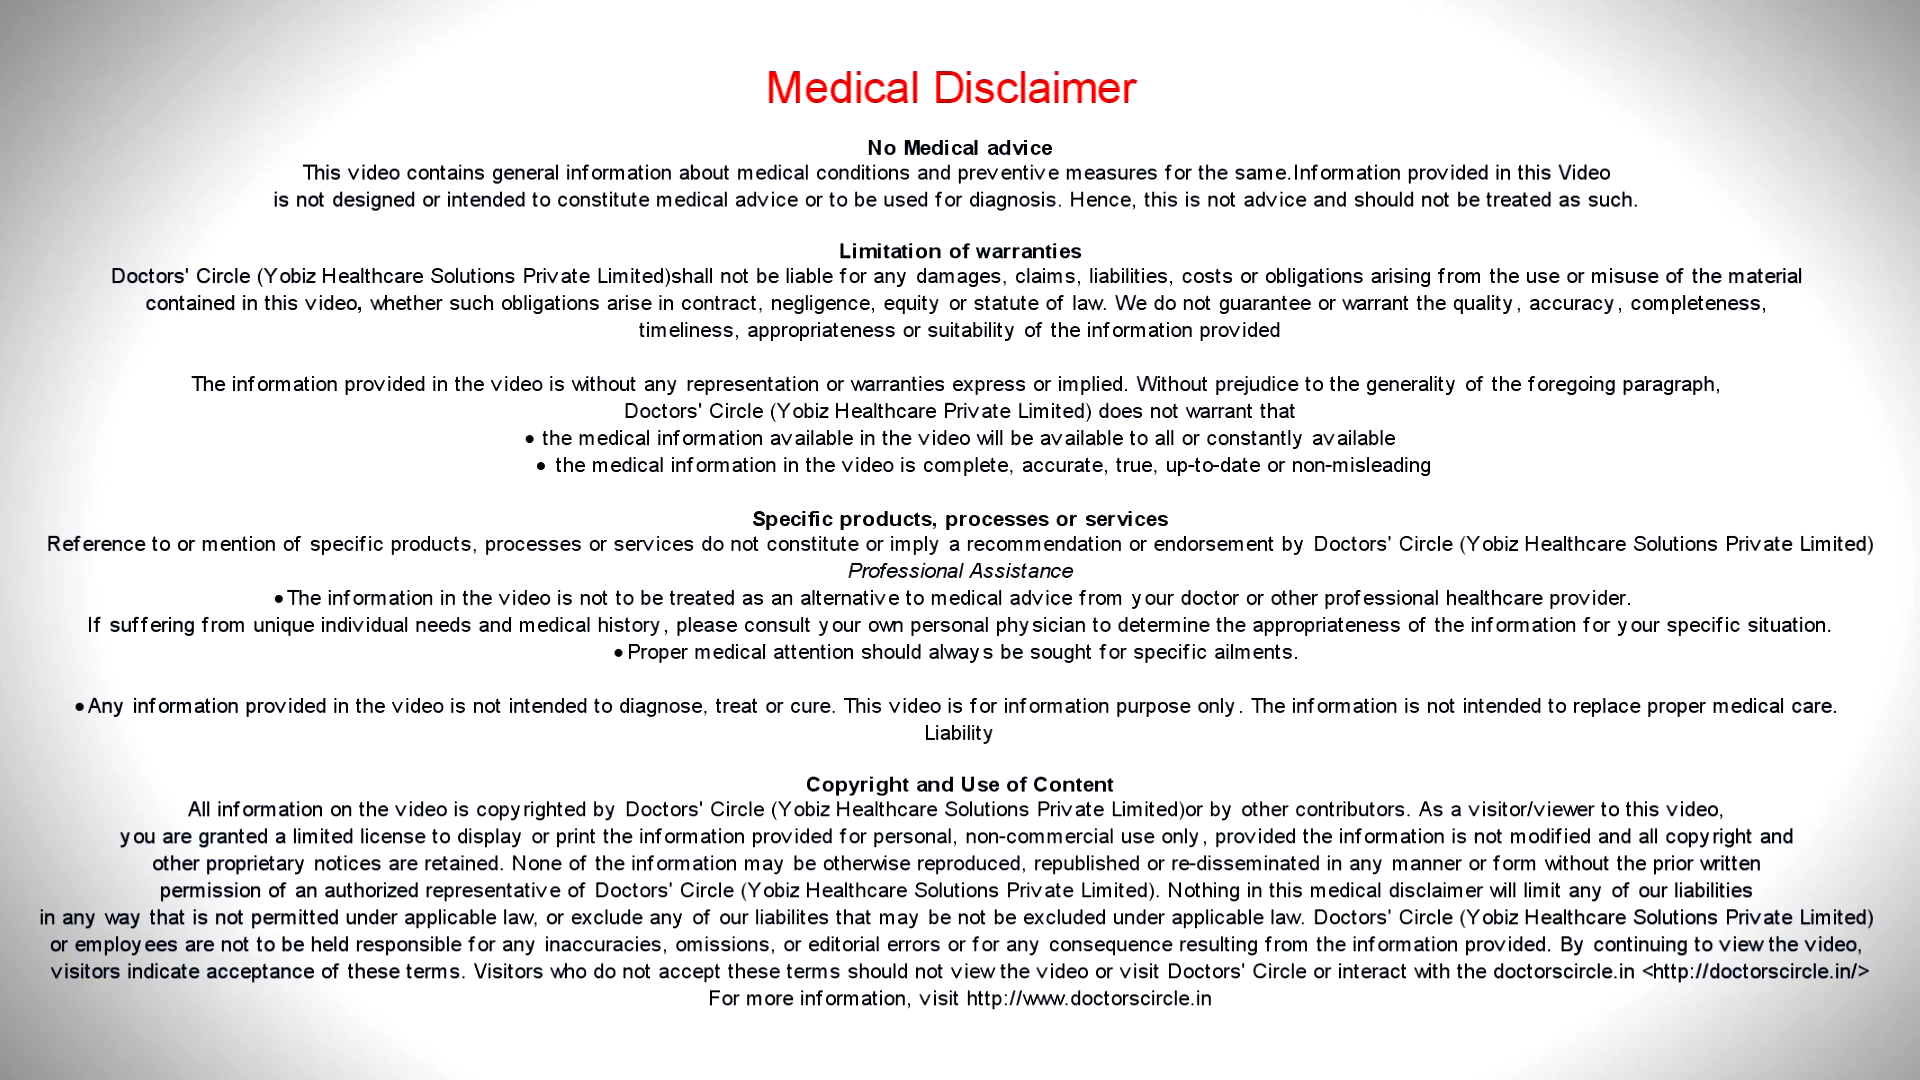 Medical Disclaimer
No Medical advice
This video contains general information about medical conditions and preventive measures for the same.Information provided in this Video
is not designed or intended to constitute medical advice or to be used for diagnosis. Hence, this is not advice and should not be treated as such.
Limitation of warranties
Doctors' Circle (Yobiz Healthcare Solutions Private Limited)shall not be liable for any damages, claims, liabilities, costs or obligations arising from the use or misuse of the material
contained in this video, whether such obligations arise in contract, negligence, equity or statute of law. We do not guarantee or warrant the quality, accuracy, completeness,
timeliness, appropriateness or suitability of the information provided
The information provided in the video is without any representation or warranties express or implied. Without prejudice to the generality of the foregoing paragraph,
Doctors' Circle (Yobiz Healthcare Private Limited) does not warrant that
• the medical information available in the video will be available to all or constantly available
• the medical information in the video is complete, accurate, true, up-to-date or non-misleading
Specific products, processes or services
Reference to or mention of specific products, processes or services do not constitute or imply a recommendation or endorsement by Doctors' Circle (Yobiz Healthcare Solutions Private Limited)
Professional Assistance
•The information in the video is not to be treated as an alternative to medical advice from your doctor or other professional healthcare provider.
If suffering from unique individual needs and medical history, please consult your own personal physician to determine the appropriateness of the information for your specific situation.
•Proper medical attention should always be sought for specific ailments.
•Any information provided in the video is not intended to diagnose, treat or cure. This video is for information purpose only. The information is not intended to replace proper medical care.
Liability
Copyright and Use of Content
All information on the video is copyrighted by Doctors' Circle (Yobiz Healthcare Solutions Private Limited)or by other contributors. As a visitor/viewer to this video,
you are granted a limited license to display or print the information provided for personal, non-commercial use only, provided the information is not modified and all copyright and
other proprietary notices are retained. None of the information may be otherwise reproduced, republished or re-disseminated in any manner or form without the prior written
permission of an authorized representative of Doctors' Circle (Yobiz Healthcare Solutions Private Limited). Nothing in this medical disclaimer will limit any of our liabilities
in any way that is not permitted under applicable law, or exclude any of our liabilites that may be not be excluded under applicable law. Doctors' Circle (Yobiz Healthcare Solutions Private Limited)
or employees are not to be held responsible for any inaccuracies, omissions, or editorial errors or for any consequence resulting from the information provided. By continuing to view the video,
visitors indicate acceptance of these terms. Visitors who do not accept these terms should not view the video or visit Doctors' Circle or interact with the doctorscircle.in <http://doctorscircle.in/>
For more information, visit http://www.doctorscircle.in